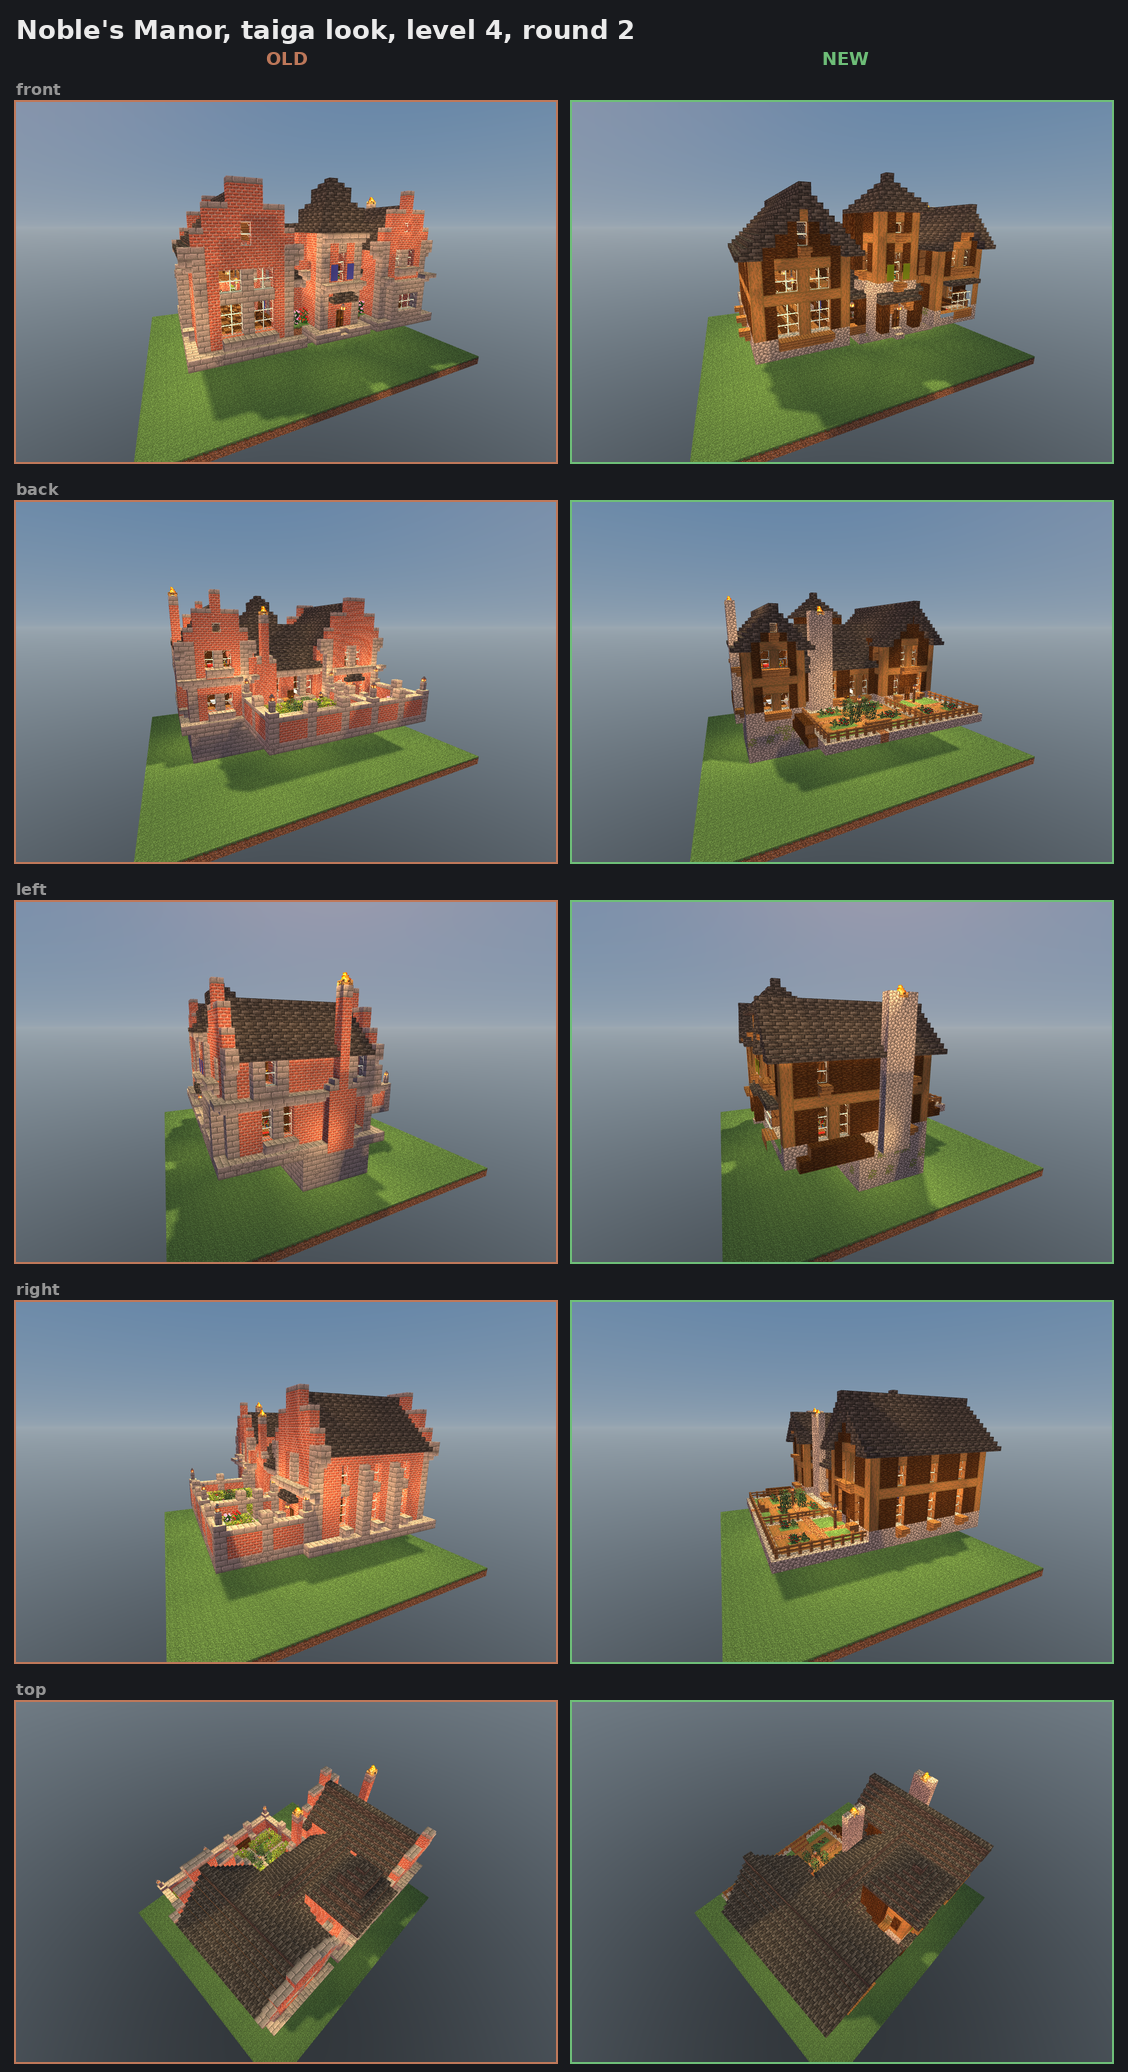 Noble's Manor, taiga look, level 4, round 2
OLD
NEW
front
back
left
right
top